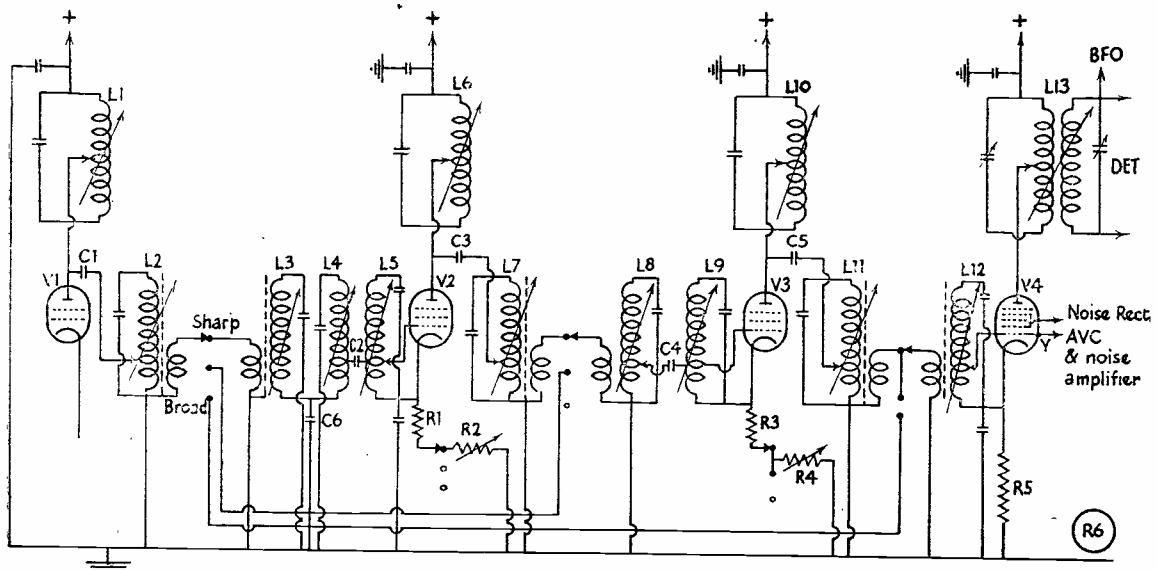 + + + +
BFO
L1 L6 L10 L13
DET
C1 L2 L3 L4 L5 C3 L7 L8 L9 C5 L11 L12
V1 V2 V3 V4
Sharp
Noise Rect.
C2 C4 Y AVC
& noise
amplifier
Broad
C6 R1 R2 R3
R4
R5
R6